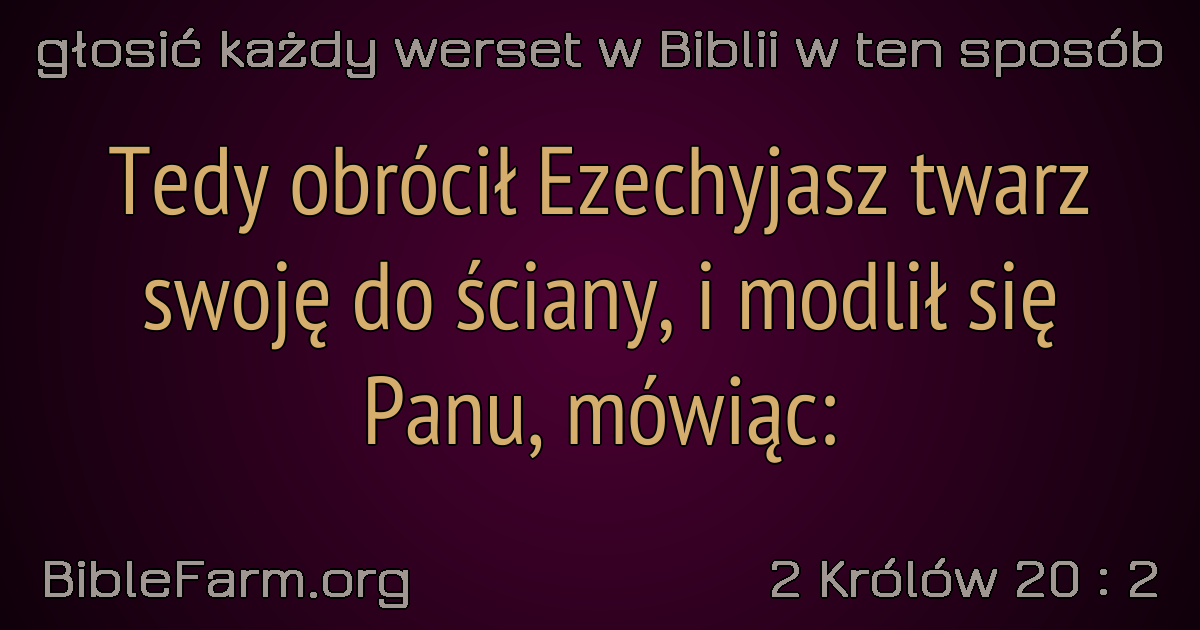 głosić każdy werset w Biblii w ten sposób
Tedy obrócił Ezechyjasz twarz
swoję do ściany, i modlił się
Panu, mówiąc:
BibleFarm.org
2 Królów 20 : 2